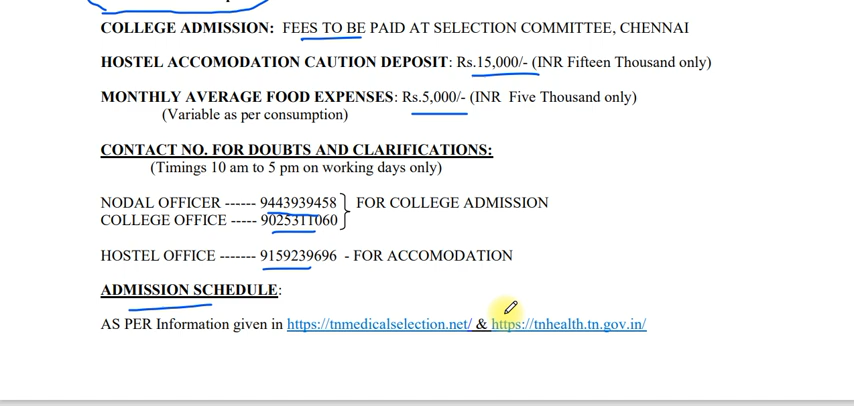 COLLEGE ADMISSION: FEES TO BE PAID AT SELECTION COMMITTEE, CHENNAI
HOSTEL ACCOMODATION CAUTION DEPOSIT: Rs.15,000/- (INR Fifteen Thousand only)
MONTHLY AVERAGE FOOD EXPENSES: Rs.5,000/- (INR Five Thousand only)
(Variable as per consumption)
CONTACT NO. FOR DOUBTS AND CLARIFICATIONS:
(Timings 10 am to 5 pm on working days only)
NODAL OFFICER ------ 9443939458 } FOR COLLEGE ADMISSION
COLLEGE OFFICE ----- 9025311060
HOSTEL OFFICE ------- 9159239696 - FOR ACCOMODATION
ADMISSION SCHEDULE:
AS PER Information given in https://tnmedicalselection.net/ & https://tnhealth.tn.gov.in/